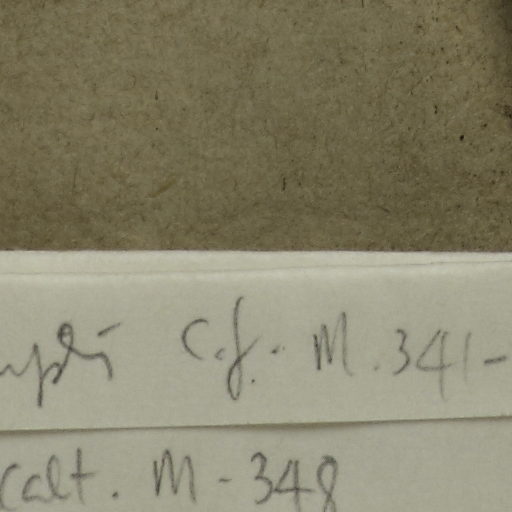 C.f. M. 341-
Calt. M-348